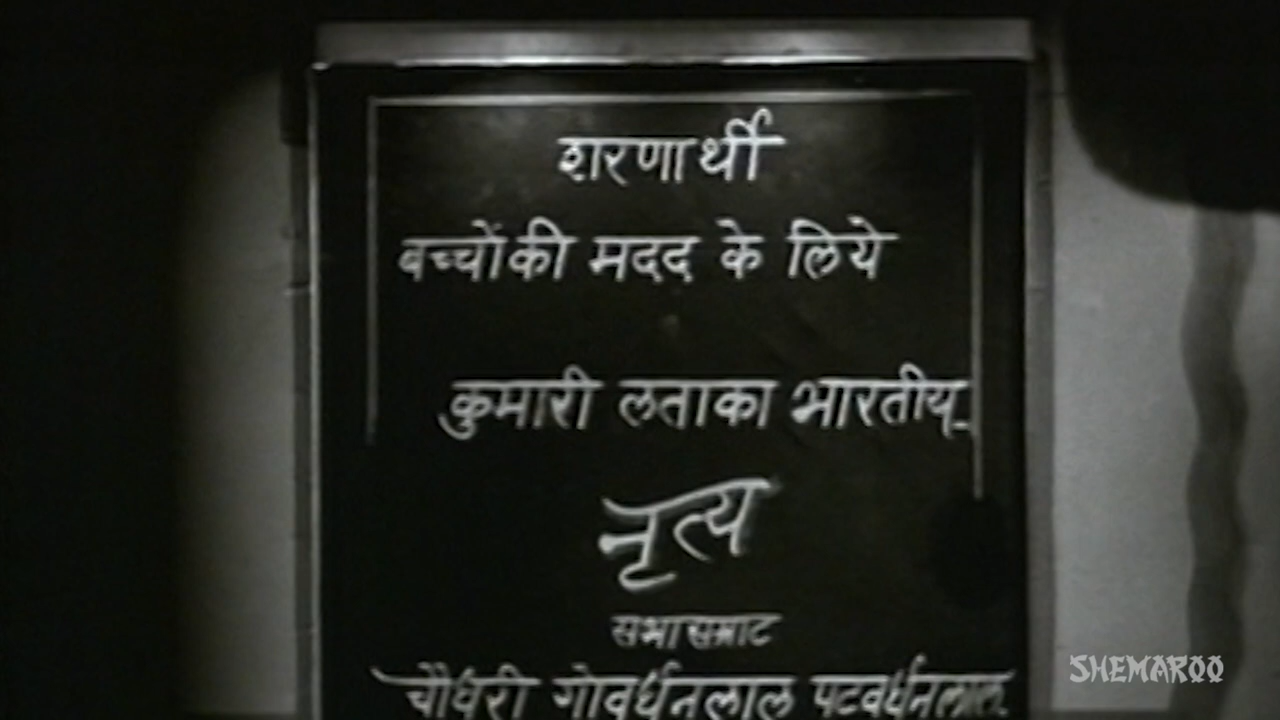 शरणार्थी
बच्चोंकी मदद के लिये
कुमारी लताका भारतीय
नृत्य
सभा सम्राट
चौधरी गोवर्धनलाल पटवर्धनलाल
SHEMAROO